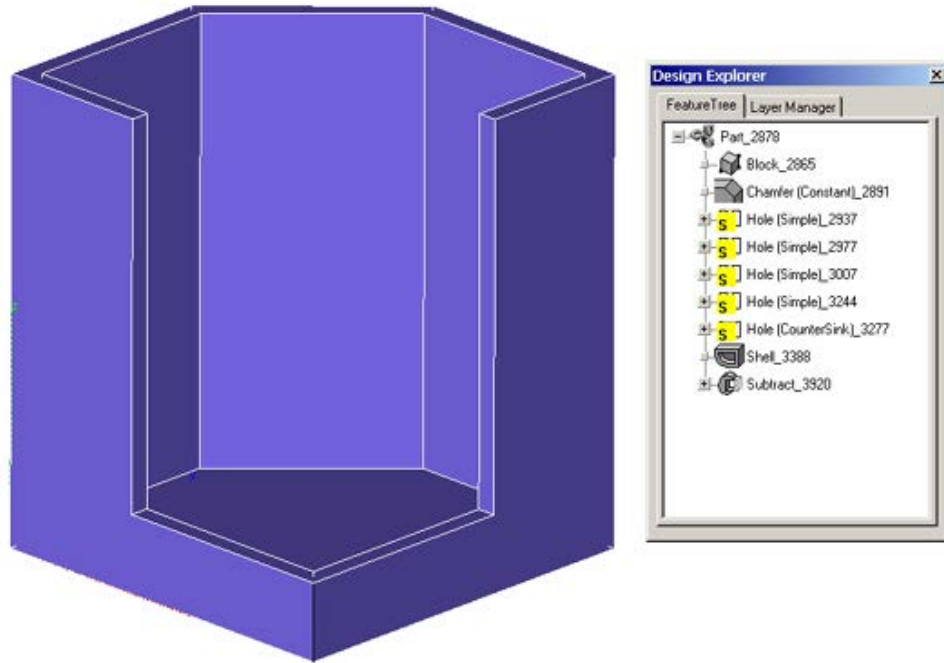 Design Explorer
FeatureTree
Layer Manager
Part_2878
Block_2865
Chamfer (Constant)_2891
S Hole (Simple)_2937
S Hole (Simple)_2977
S Hole (Simple)_3007
S Hole (Simple)_3244
S Hole (CounterSink)_3277
Shell_3388
Subtract_3920